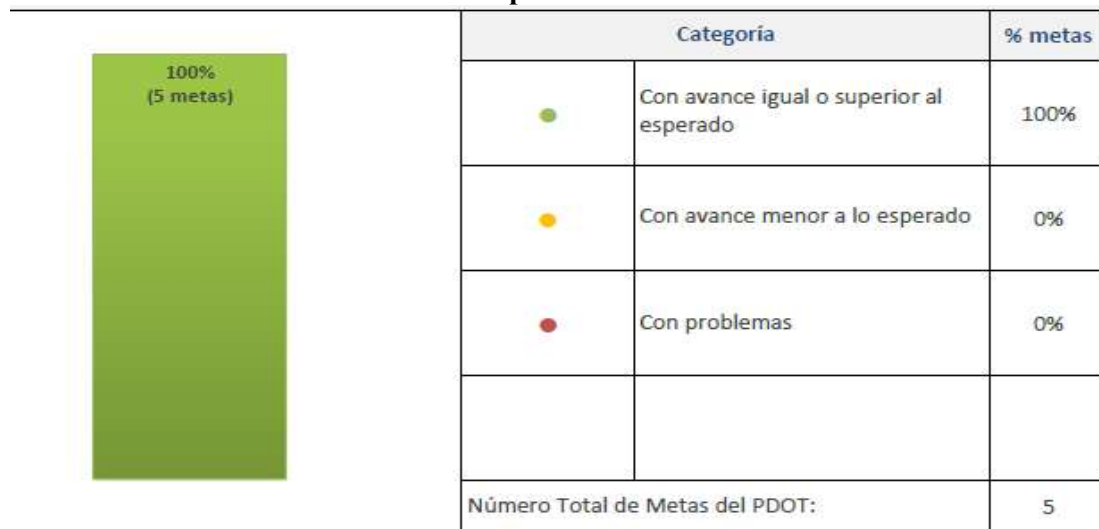 100%
(5 metas)
Categoría % metas
Con avance igual o superior al
esperado
100%
Con avance menor a lo esperado 0%
Con problemas 0%
Número Total de Metas del PDOT: 5